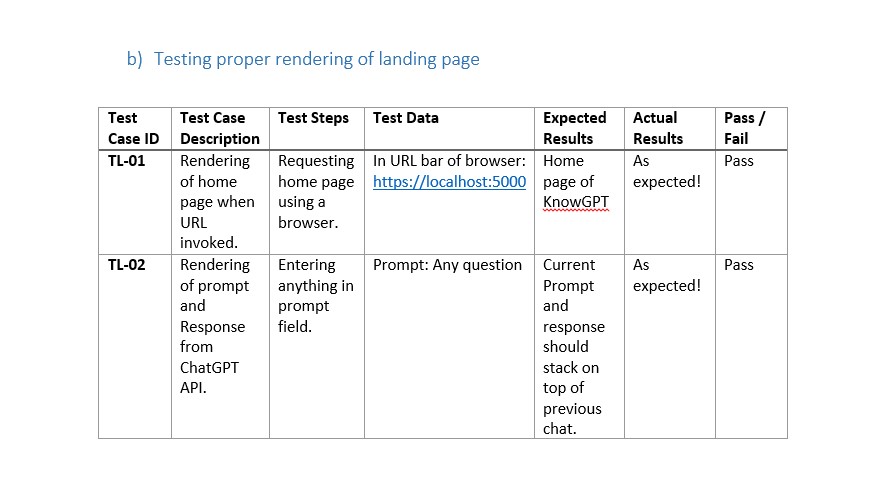 b) Testing proper rendering of landing page
Test Case ID
Test Case Description
Test Steps
Test Data
Expected Results
Actual Results
Pass / Fail
TL-01
Rendering
of home
page when
URL
invoked.
Requesting
home page
using a
browser.
In URL bar of browser:
https://localhost:5000
Home
page of
KnowGPT
As
expected!
Pass
TL-02
Rendering
of prompt
and
Response
from
ChatGPT
API.
Entering
anything in
prompt
field.
Prompt: Any question
Current
Prompt
and
response
should
stack on
top of
previous
chat.
As
expected!
Pass